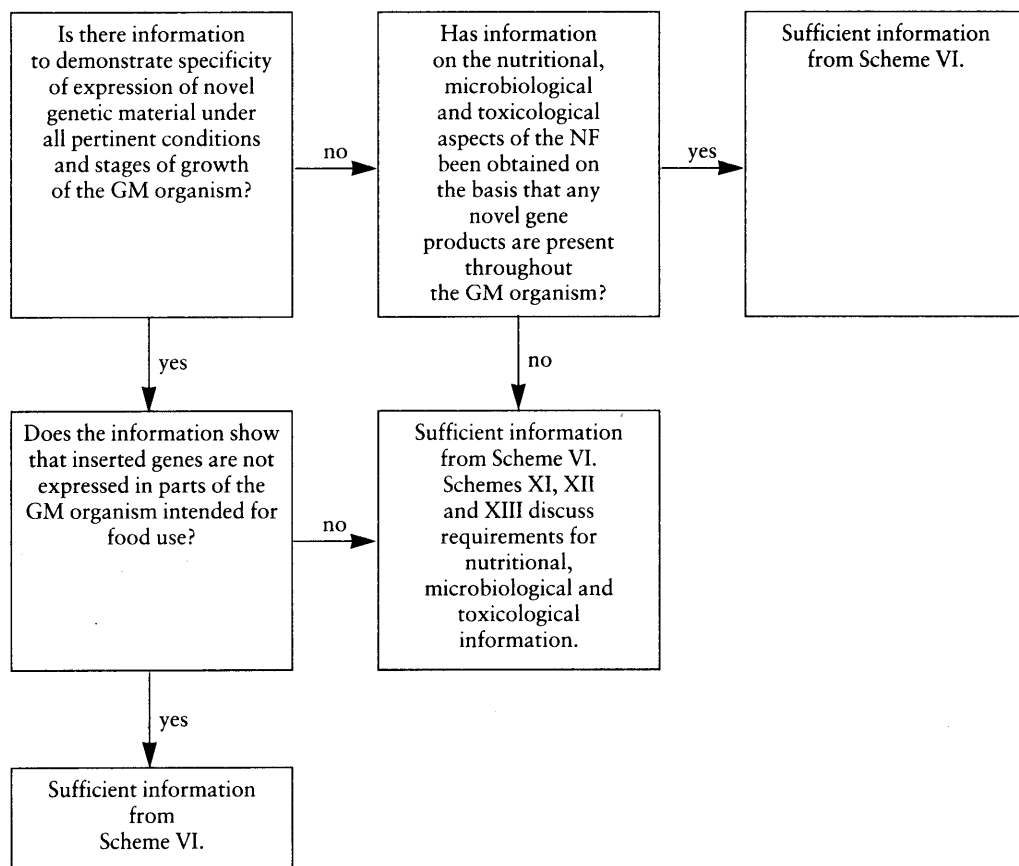 Is there information
to demonstrate specificity
of expression of novel
genetic material under
all pertinent conditions
and stages of growth
of the GM organism?
no
Has information
on the nutritional,
microbiological
and toxicological
aspects of the NF
been obtained on
the basis that any
novel gene
products are present
throughout
the GM organism?
yes
Sufficient information
from Scheme VI.
yes
no
Does the information show
that inserted genes are not
expressed in parts of the
GM organism intended for
food use?
no
Sufficient information
from Scheme VI.
Schemes XI, XII
and XIII discuss
requirements for
nutritional,
microbiological and
toxicological
information.
yes
Sufficient information
from
Scheme VI.